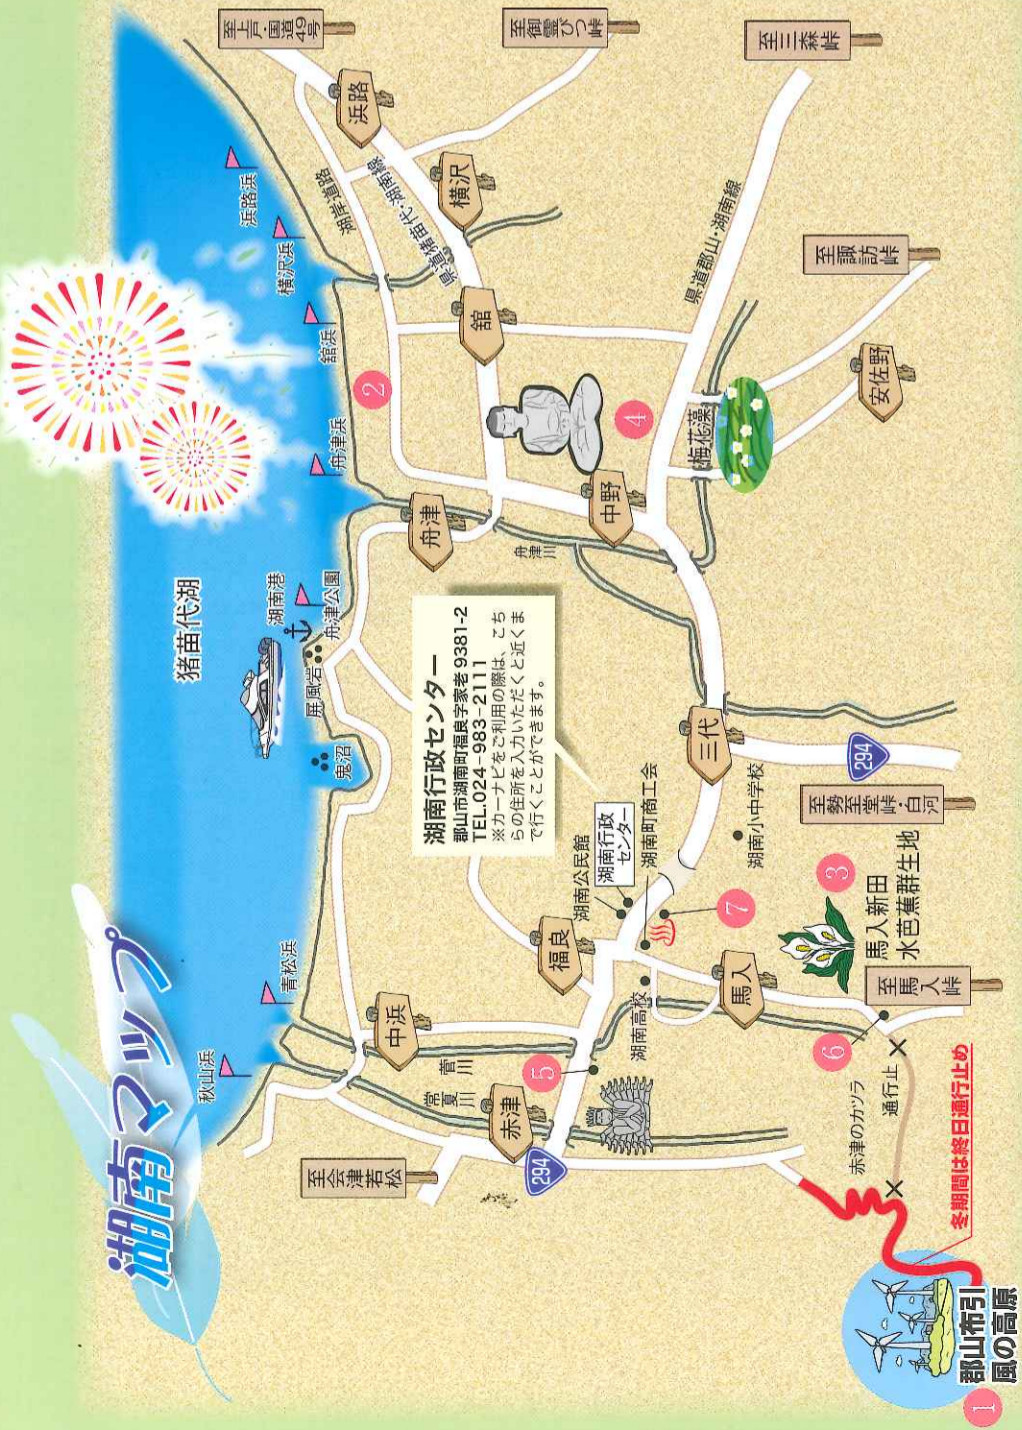 湖南マップ
猪苗代湖
秋山浜
青松浜
鬼沼
屏風岩
湖南港
舟津公園
舟津浜
舘浜
横沢浜
浜路浜
湖岸道路
県道猪苗代・湖南線
県道郡山・湖南線
至上戸・国道
49号
至御霊びつ峠
至三森峠
至諏訪峠
浜路
横沢
舘
舟津
中野
安佐野
梅花藻
舟津川
三代
294
至勢至堂峠・白河
湖南小中学校
湖南行政センター
郡山市湖南町福良字家老9381-2
TEL.024-983-2111
※カーナビをご利用の際は、こち
らの住所を入力いただくと近くま
で行くことができます。
湖南公民館
湖南行政
センター
湖南町商工会
福良
湖南高校
馬入
馬入新田
水芭蕉群生地
至馬入峠
中浜
菅川
常夏川
赤津
294
至会津若松
赤津のカツラ
通行止
冬期間は終日通行止め
郡山布引
風の高原
1
2
3
4
5
6
7